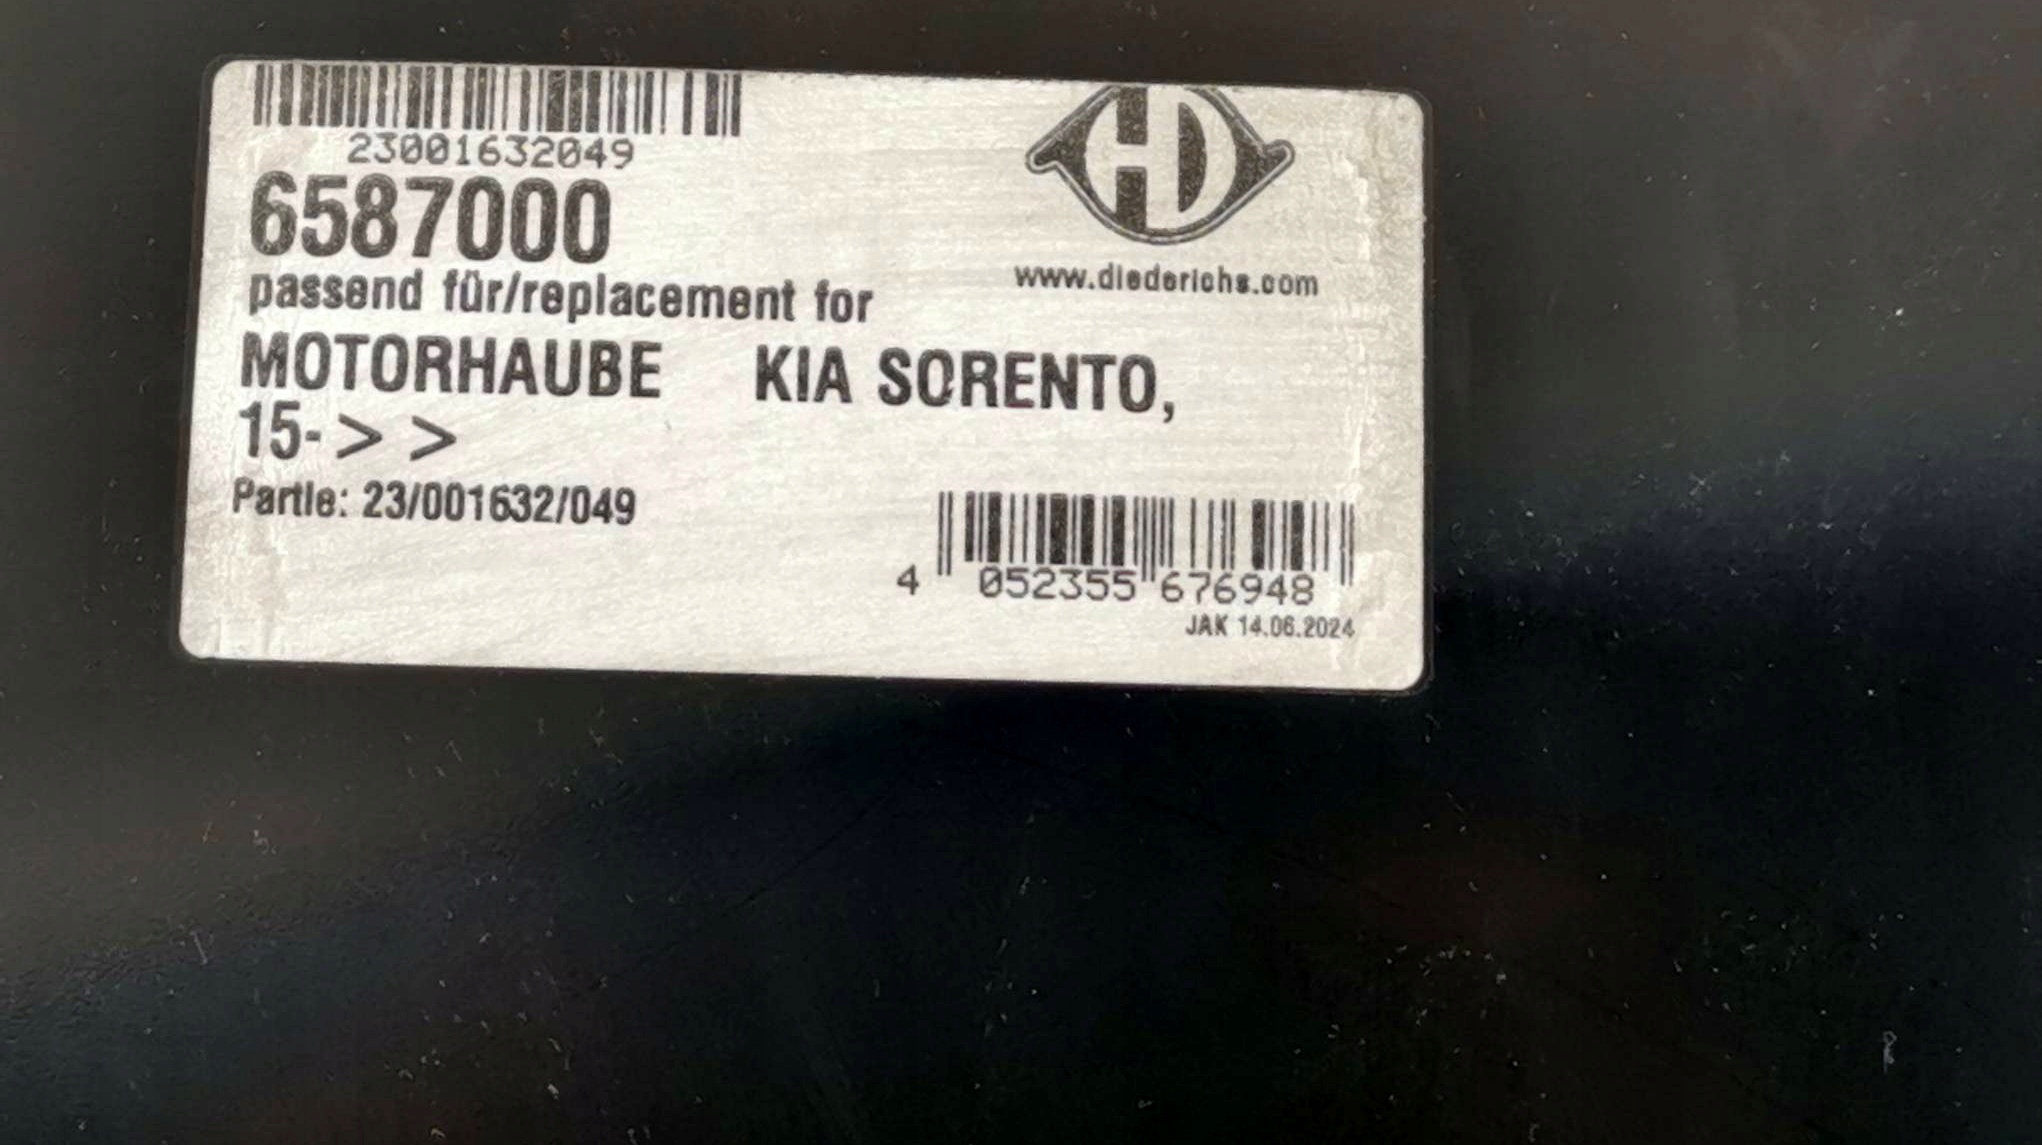 23001632049
6587000
HD
www.diederichs.com
passend für/replacement for
MOTORHAUBE KIA SORENTO,
15- > >
Partie: 23/001632/049
4 052355 676948
JAK 14.06.2024